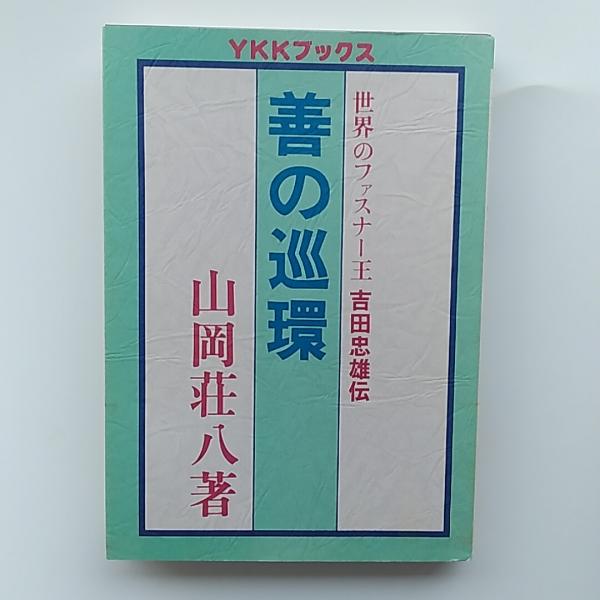 YKKブックス
世界のファスナー王 吉田忠雄伝
善の巡環
山岡荘八著